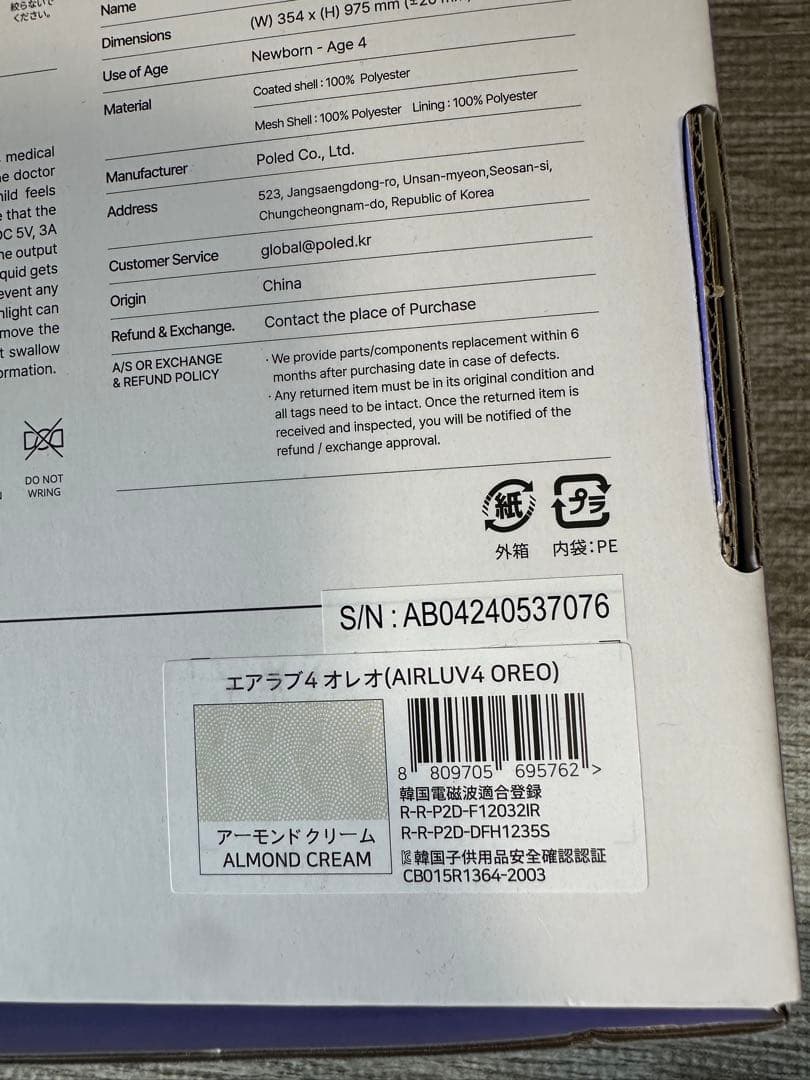 絞らないで
ください。
Name
Dimensions
(W) 354 x (H) 975 mm
Use of Age
Newborn - Age 4
Material
Coated shell : 100% Polyester
Mesh Shell : 100% Polyester Lining : 100% Polyester
Manufacturer
Poled Co., Ltd.
Address
523, Jangsaengdong-ro, Unsan-myeon,Seosan-si,
Chungcheongnam-do, Republic of Korea
Customer Service
global@poled.kr
Origin
China
Refund & Exchange.
Contact the place of Purchase
A/S OR EXCHANGE
& REFUND POLICY
· We provide parts/components replacement within 6
months after purchasing date in case of defects.
· Any returned item must be in its original condition and
all tags need to be intact. Once the returned item is
received and inspected, you will be notified of the
refund / exchange approval.
medical
doctor
feels
that the
5V, 3A
output
gets
any
can
the
swallow
DO NOT
WRING
紙
プラ
外箱
内袋:PE
S/N : AB04240537076
エアラブ4 オレオ(AIRLUV4 OREO)
8 809705 695762 >
アーモンドクリーム
ALMOND CREAM
韓国電磁波適合登録
R-R-P2D-F12032IR
R-R-P2D-DFH1235S
韓国子供用品安全確認認証
CB015R1364-2003